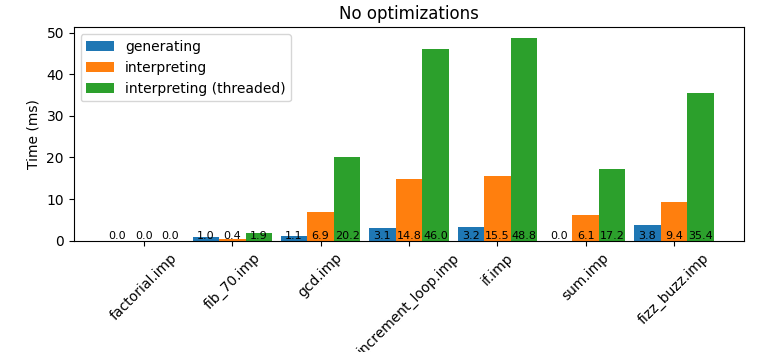 No optimizations
50
40
30
20
10
0
Time (ms)
generating
interpreting
interpreting (threaded)
0.0 0.0 0.0 1.0 0.4 1.9 1.1 6.9 20.2 3.1 14.8 46.0 3.2 15.5 48.8 0.0 6.1 17.2 3.8 9.4 35.4
factorial.imp
fib_70.imp
gcd.imp
increment_loop.imp
if.imp
sum.imp
fizz_buzz.imp